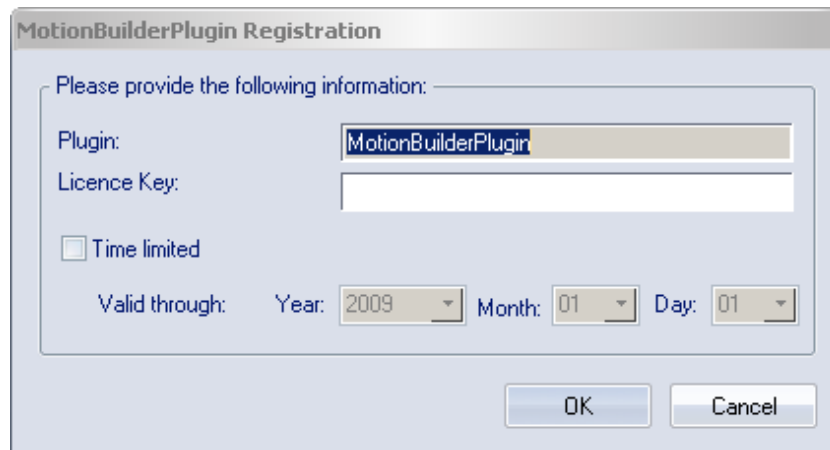 MotionBuilderPlugin Registration
Please provide the following information:
Plugin: MotionBuilderPlugin
Licence Key:
Time limited
Valid through: Year: 2009 Month: 01 Day: 01
OK Cancel